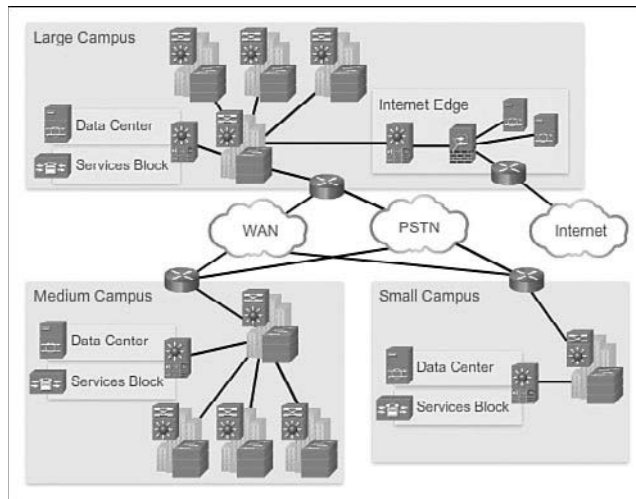 Large Campus
Data Center
Services Block
Internet Edge
WAN
PSTN
Internet
Medium Campus
Data Center
Services Block
Small Campus
Data Center
Services Block